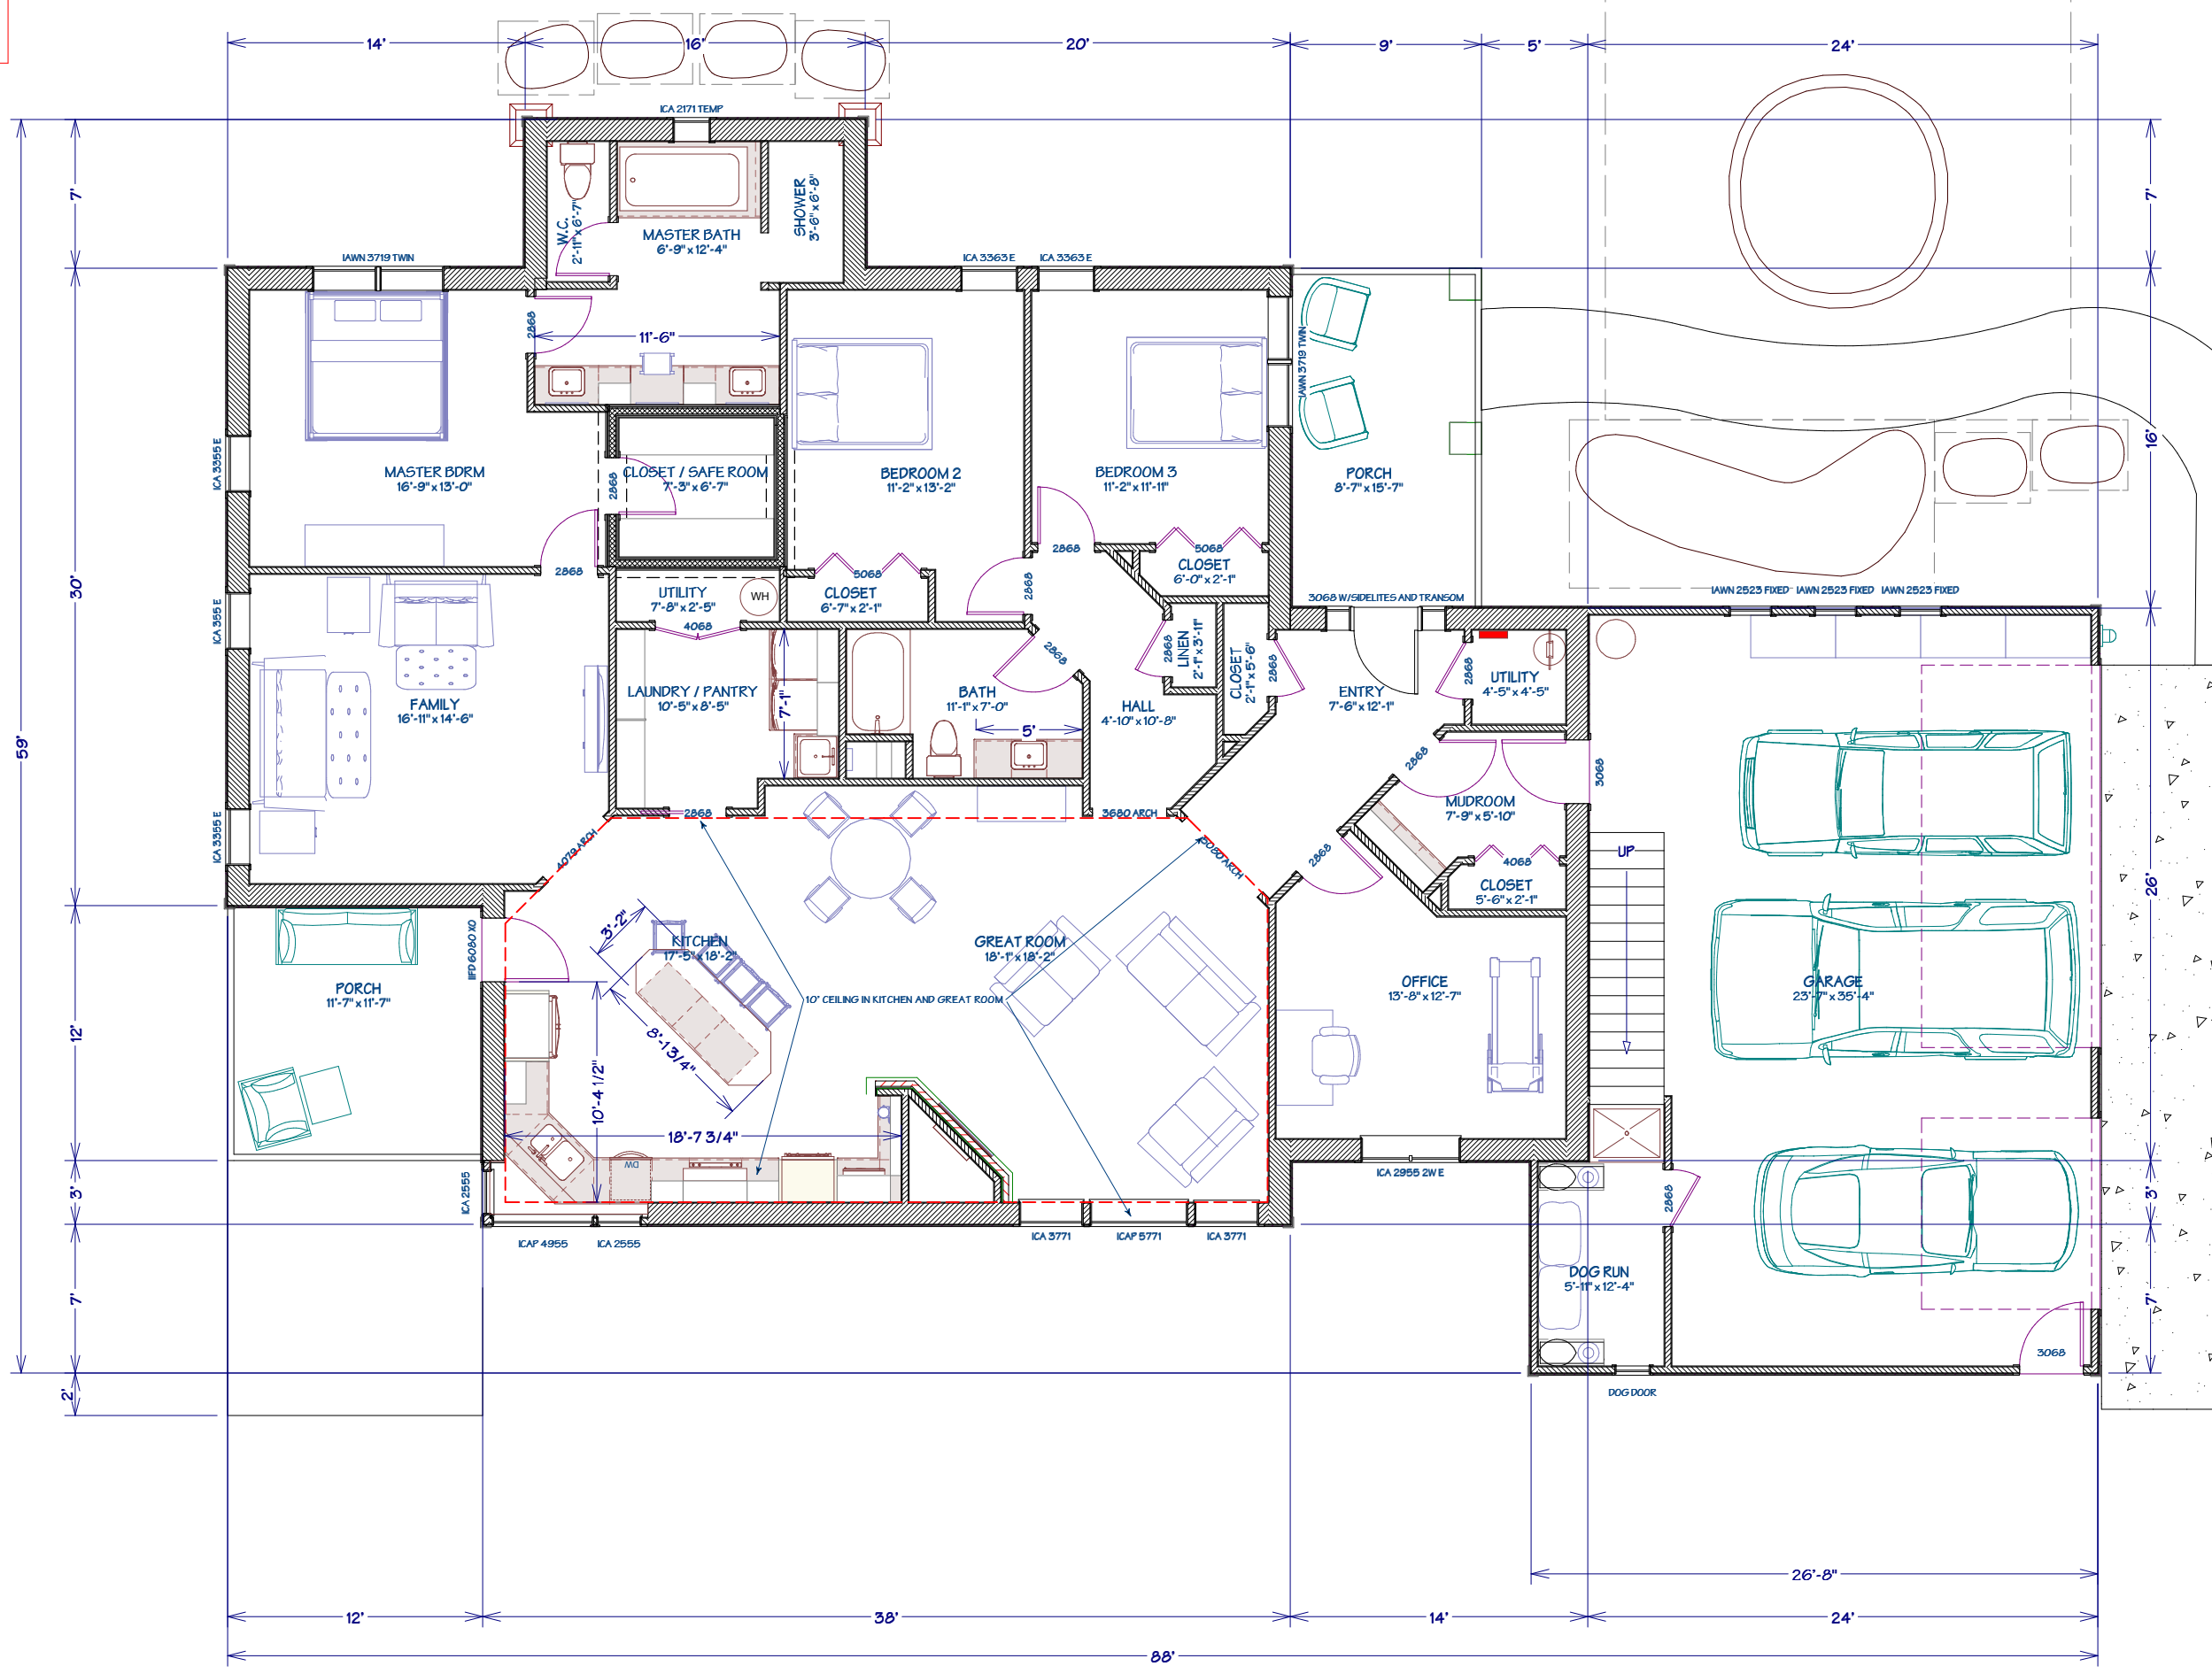 14'
16'
20'
9'
5'
24'
ICA 2171 TEMP
7'
7'
W.C.
2'-11" x 6'-7"
MASTER BATH
6'-9" x 12'-4"
SHOWER
3'-6" x 6'-8"
IAWN 3719 TWIN
ICA 3363 E
ICA 3363 E
2868
11'-6"
IAWN 3719 TWIN
ICA 3355 E
MASTER BDRM
16'-9" x 13'-0"
2868
CLOSET / SAFE ROOM
7'-3" x 6'-7"
BEDROOM 2
11'-2" x 13'-2"
BEDROOM 3
11'-2" x 11'-11"
PORCH
8'-7" x 15'-7"
16'
30'
2868
2868
5068
CLOSET
6'-0" x 2'-1"
5068
CLOSET
6'-7" x 2'-1"
2868
UTILITY
7'-8" x 2'-5"
WH
4068
3068 W/SIDELITES AND TRANSOM
IAWN 2523 FIXED
IAWN 2523 FIXED
IAWN 2523 FIXED
ICA 3551 E
FAMILY
16'-11" x 14'-6"
LAUNDRY / PANTRY
10'-5" x 8'-5"
7'-1"
BATH
11'-1" x 7'-0"
5'
2868
HALL
4'-10" x 10'-8"
2868
LINEN
2'-1" x 3'-11"
CLOSET
2'-1" x 5'-6"
2868
ENTRY
7'-6" x 12'-1"
2868
UTILITY
4'-5" x 4'-5"
59'
2868
3068
MUDROOM
7'-9" x 5'-10"
ICA 3355 E
4079 ARCH
2868
3680 ARCH
5080 ARCH
2868
4068
CLOSET
5'-6" x 2'-1"
UP
26'
IIFD 6080 XO
3'-2"
KITCHEN
17'-5" x 18'-2"
GREAT ROOM
18'-1" x 18'-2"
PORCH
11'-7" x 11'-7"
10' CEILING IN KITCHEN AND GREAT ROOM
OFFICE
13'-8" x 12'-7"
GARAGE
23'-7" x 35'-4"
12'
8'-1 3/4"
10'-4 1/2"
18'-7 3/4"
DW
ICA 2955 2W E
3'
ICA 2555
2868
3'
ICAP 4955
ICA 2555
ICA 3771
ICAP 5771
ICA 3771
DOG RUN
5'-11" x 12'-4"
7'
7'
3068
2'
DOG DOOR
26'-8"
12'
38'
14'
24'
88'